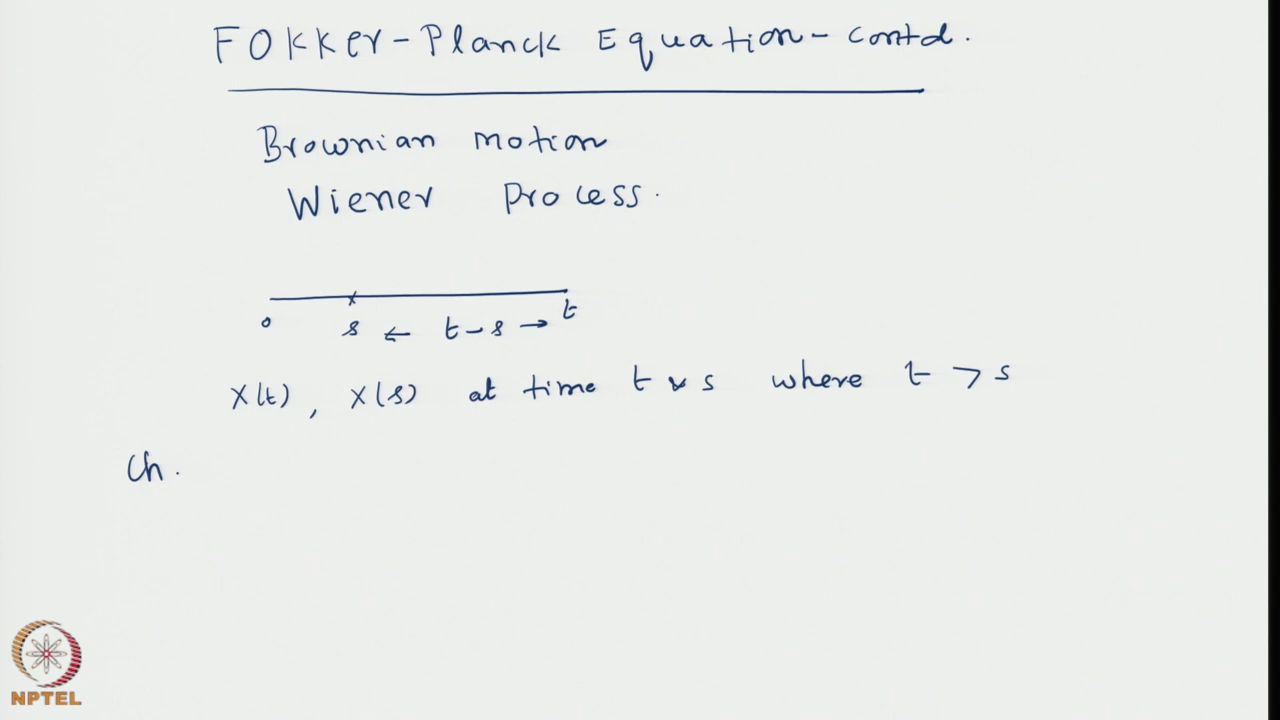 FOKKer-Planck Equation-contd.
Brownian motion
Wiener Process.
0 s ← t-s → t
X(t), X(s) at time t & s where t > s
Ch.
NPTEL